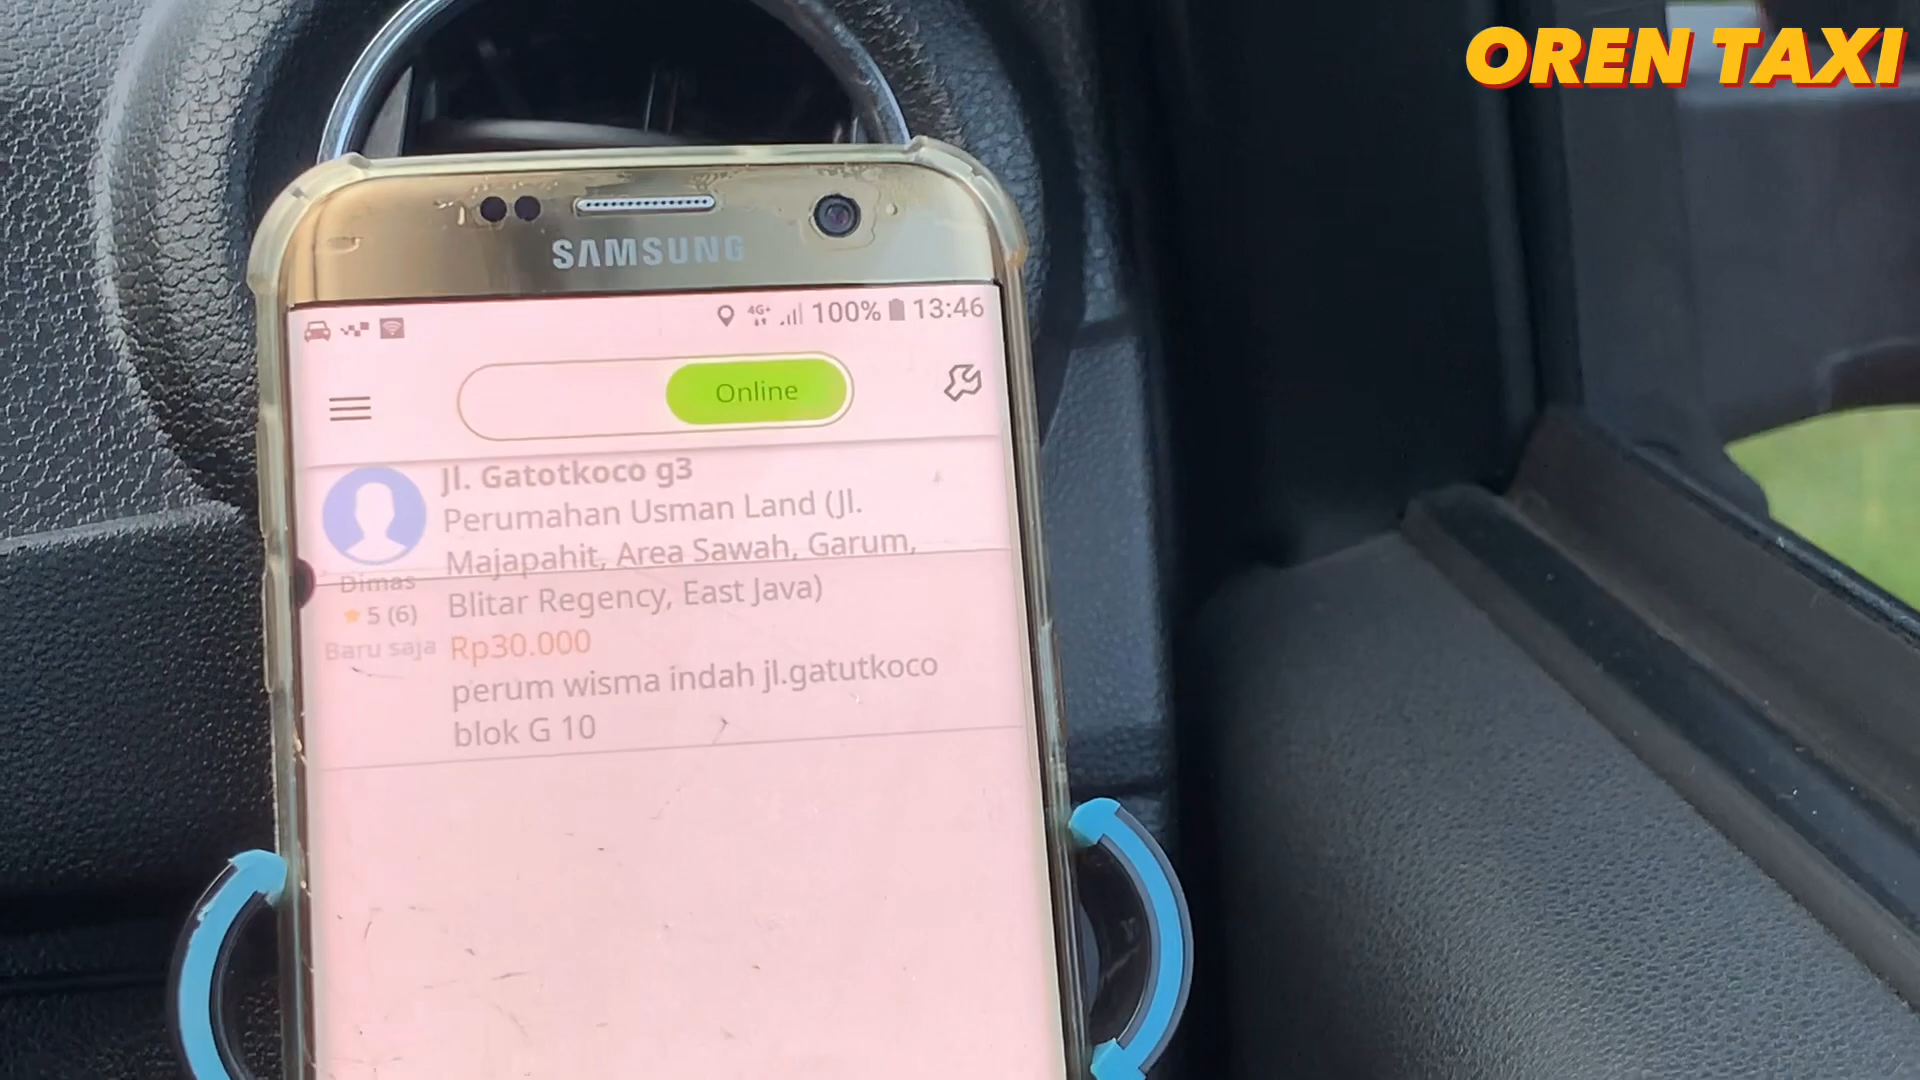 OREN TAXI
SAMSUNG
4G+ 100% 13:46
Online
Jl. Gatotkoco g3
Perumahan Usman Land (Jl.
Majapahit, Area Sawah, Garum,
Blitar Regency, East Java)
Dimas
5 (6)
Baru saja
Rp30.000
perum wisma indah jl.gatutkoco
blok G 10